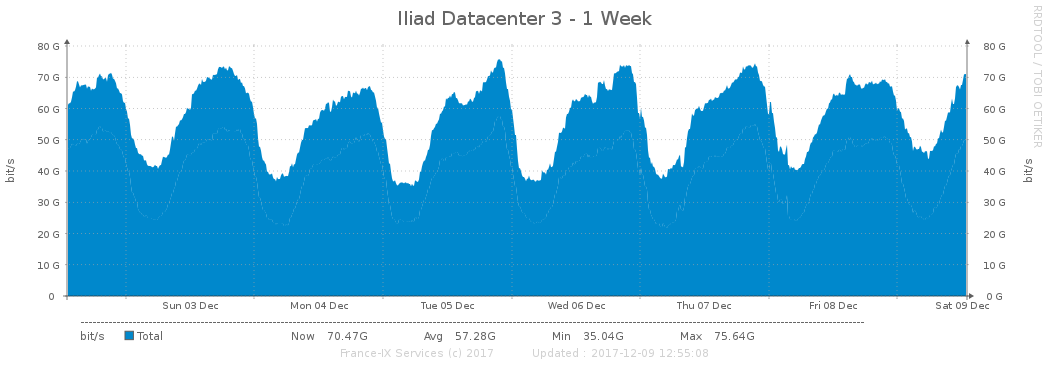 Iliad Datacenter 3 - 1 Week
RRDTOOL / TOBI OETIKER
80 G 80 G
70 G 70 G
60 G 60 G
50 G 50 G
40 G 40 G
30 G 30 G
20 G 20 G
10 G 10 G
0 0 G
bit/s bit/s
Sun 03 Dec Mon 04 Dec Tue 05 Dec Wed 06 Dec Thu 07 Dec Fri 08 Dec Sat 09 Dec
bit/s Total Now 70.47G Avg 57.28G Min 35.04G Max 75.64G
France-IX Services (c) 2017 Updated : 2017-12-09 12:55:08